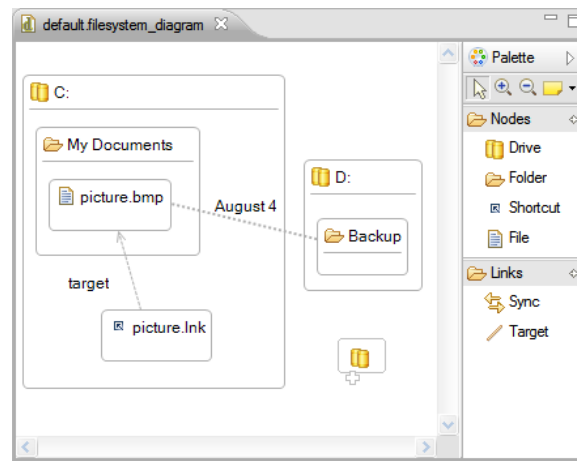 default.filesystem_diagram
C:
My Documents
picture.bmp
August 4
D:
Backup
target
picture.lnk
Palette
Nodes
Drive
Folder
Shortcut
File
Links
Sync
Target